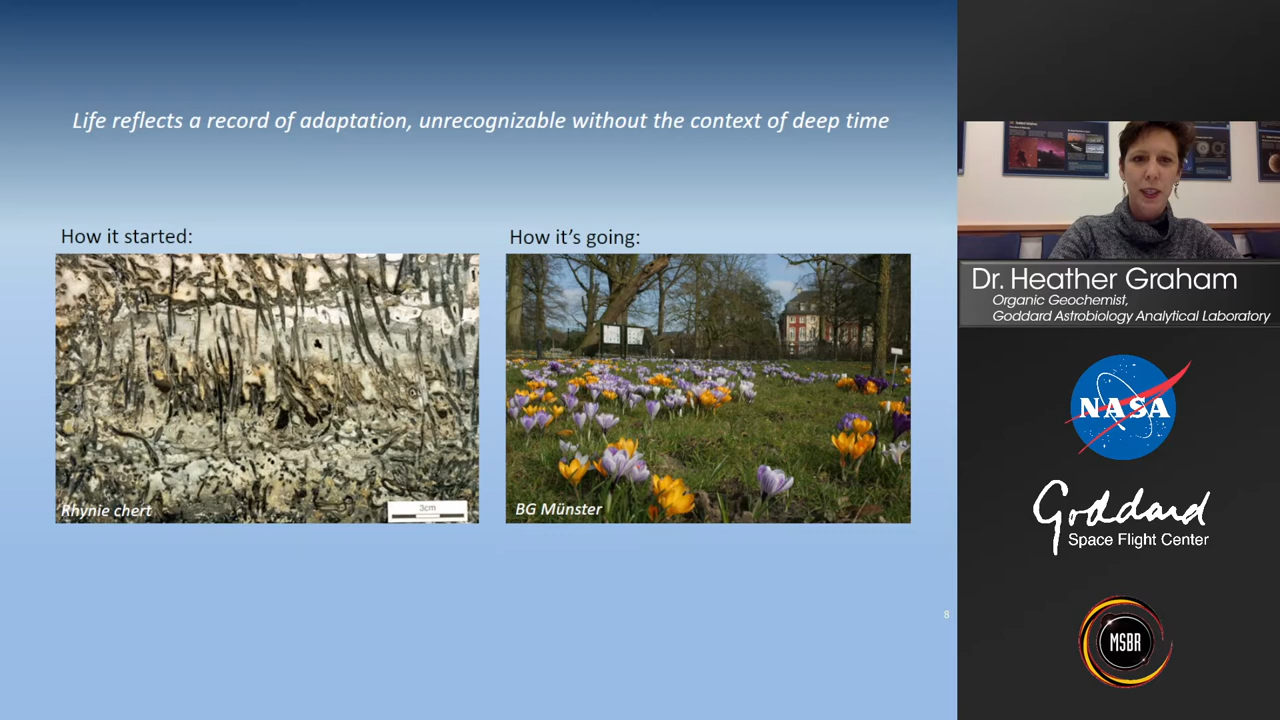 Life reflects a record of adaptation, unrecognizable without the context of deep time
How it started:
How it's going:
Rhynie chert
3cm
BG Münster
8
Dr. Heather Graham
Organic Geochemist,
Goddard Astrobiology Analytical Laboratory
NASA
Goddard
Space Flight Center
MSBR